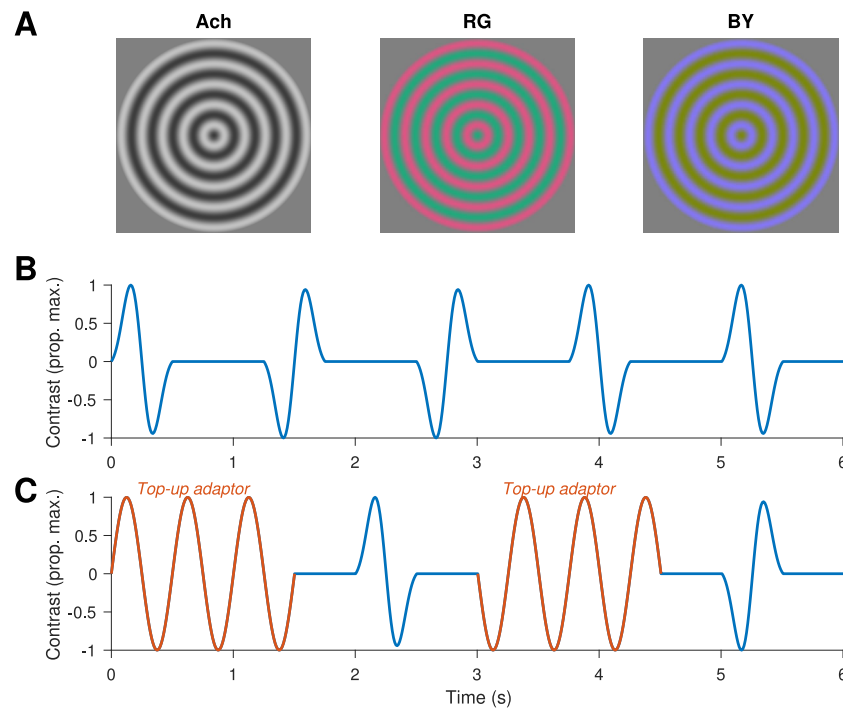 A
Ach RG BY
B
Contrast (prop. max.)
1
0.5
0
-0.5
-1
0 1 2 3 4 5 6
C
Top-up adaptor Top-up adaptor
Contrast (prop. max.)
1
0.5
0
-0.5
-1
0 1 2 3 4 5 6
Time (s)